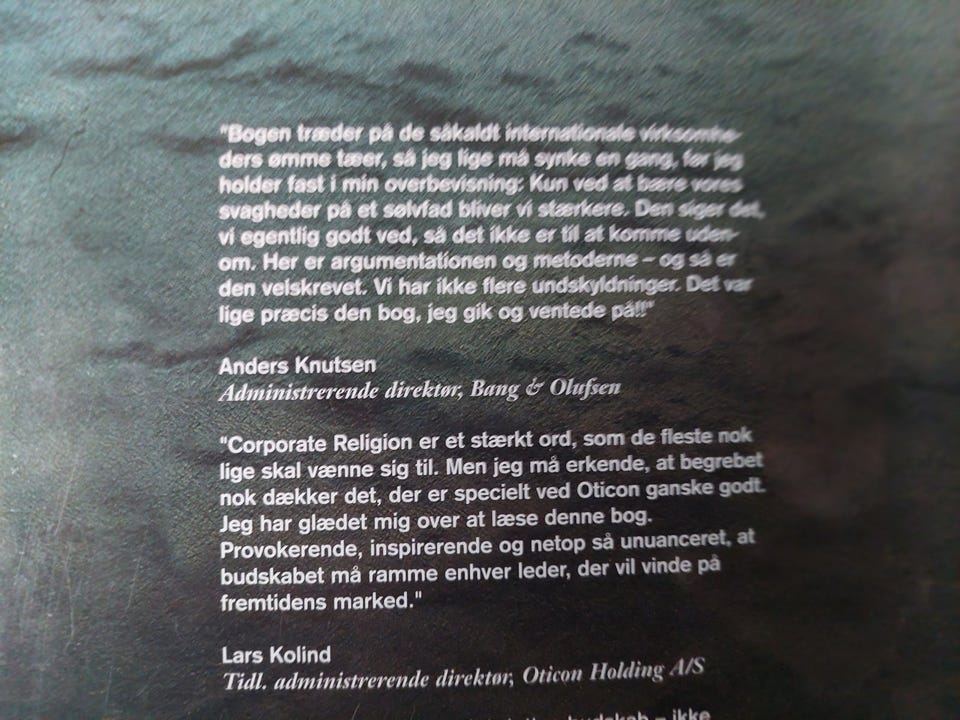 "Bogen træder på de såkaldt internationale virksomhe-
ders ømme tæer, så jeg lige må synke en gang, før jeg
holder fast i min overbevisning: Kun ved at bære vores
svagheder på et sølvfad bliver vi stærkere. Den siger det,
vi egentlig godt ved, så det ikke er til at komme uden-
om. Her er argumentationen og metoderne – og så er
den velskrevet. Vi har ikke flere undskyldninger. Det var
lige præcis den bog, jeg gik og ventede på!!"
Anders Knutsen
Administrerende direktør, Bang & Olufsen
"Corporate Religion er et stærkt ord, som de fleste nok
lige skal vænne sig til. Men jeg må erkende, at begrebet
nok dækker det, der er specielt ved Oticon ganske godt.
Jeg har glædet mig over at læse denne bog.
Provokerende, inspirerende og netop så unuanceret, at
budskabet må ramme enhver leder, der vil vinde på
fremtidens marked."
Lars Kolind
Tidl. administrerende direktør, Oticon Holding A/S
budskab – ikke